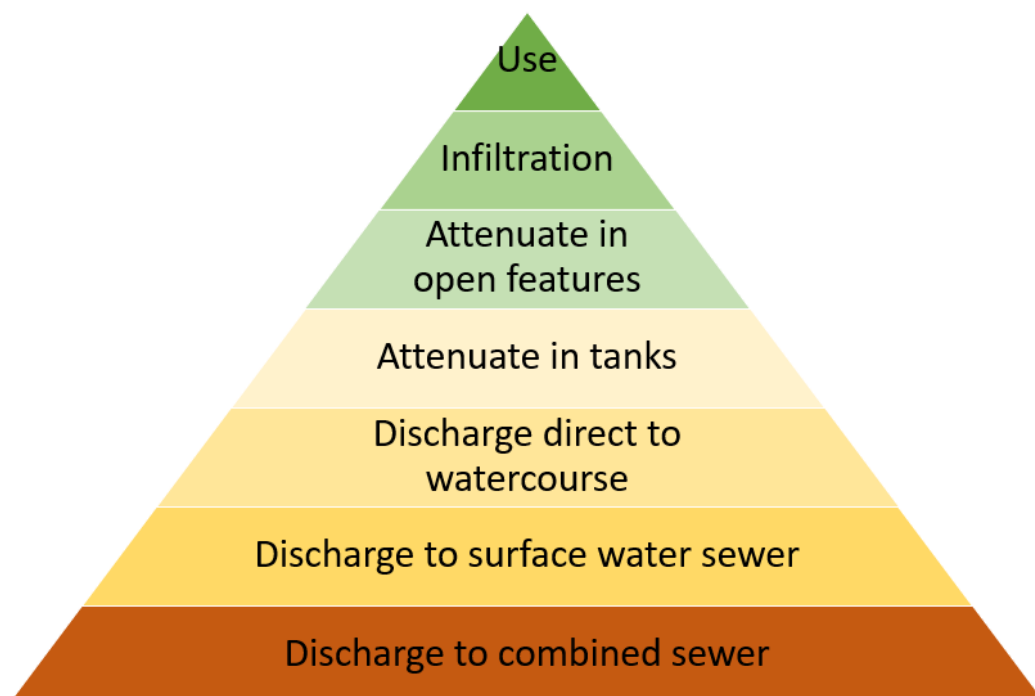 Use
Infiltration
Attenuate in
open features
Attenuate in tanks
Discharge direct to
watercourse
Discharge to surface water sewer
Discharge to combined sewer